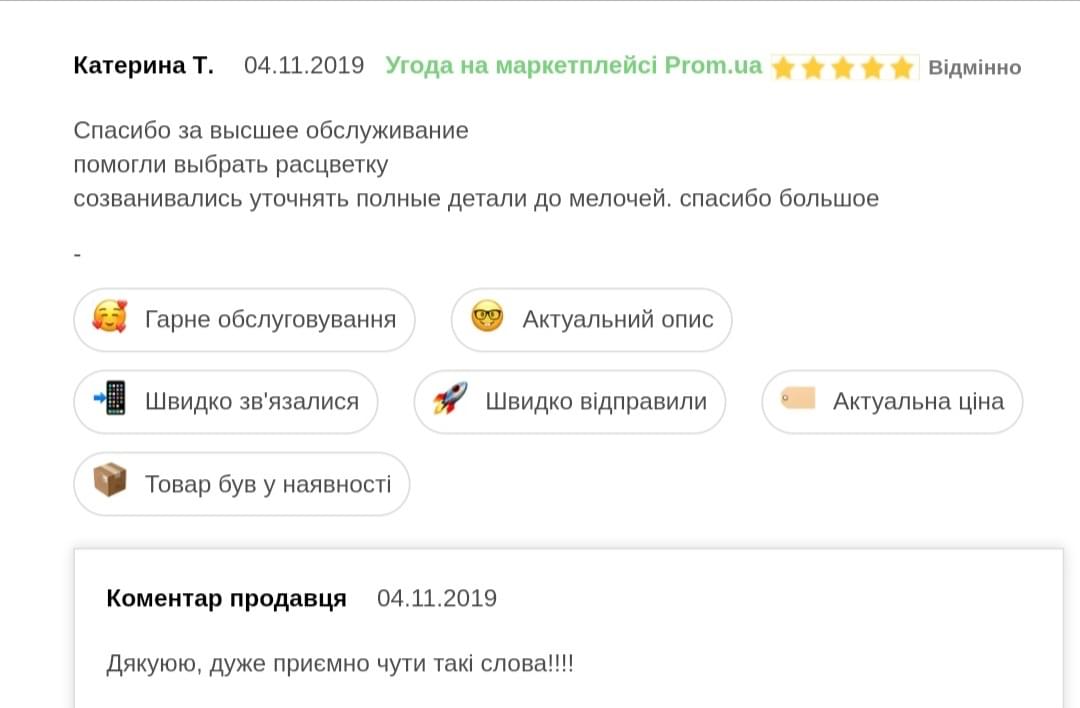 Катерина Т. 04.11.2019 Угода на маркетплейсі Prom.ua Відмінно
Спасибо за высшее обслуживание
помогли выбрать расцветку
созванивались уточнять полные детали до мелочей. спасибо большое
-
Гарне обслуговування Актуальний опис
Швидко зв'язалися Швидко відправили Актуальна ціна
Товар був у наявності
Коментар продавця 04.11.2019
Дякуюю, дуже приємно чути такі слова!!!!